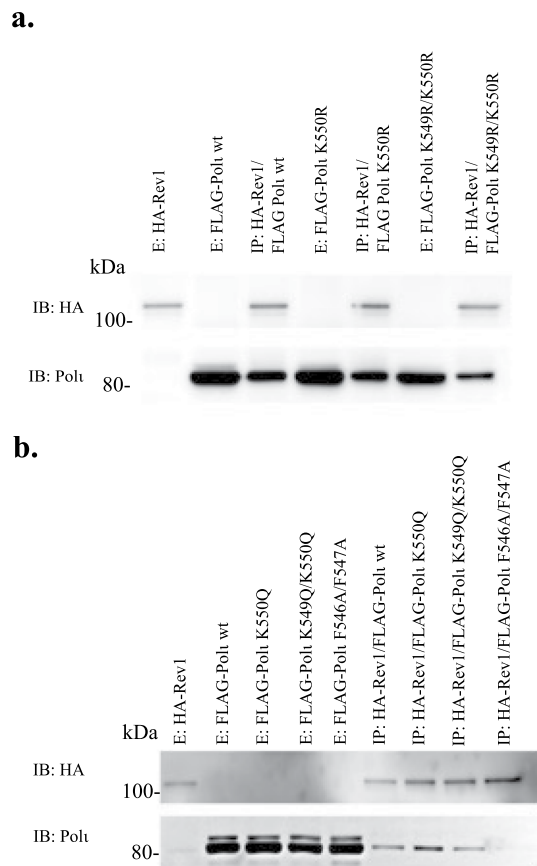 a.
E: HA-Rev1
E: FLAG-Polι wt
IP: HA-Rev1/
FLAG Polι wt
E: FLAG-Polι K550R
IP: HA-Rev1/
FLAG Polι K550R
E: FLAG-Polι K549R/K550R
IP: HA-Rev1/
FLAG-Polι K549R/K550R
kDa
IB: HA
100-
IB: Polι
80-
b.
E: HA-Rev1
E: FLAG-Polι wt
E: FLAG-Polι K550Q
E: FLAG-Polι K549Q/K550Q
E: FLAG-Polι F546A/F547A
IP: HA-Rev1/FLAG-Polι wt
IP: HA-Rev1/FLAG-Polι K550Q
IP: HA-Rev1/FLAG-Polι K549Q/K550Q
IP: HA-Rev1/FLAG-Polι F546A/F547A
kDa
IB: HA
100-
IB: Polι
80-